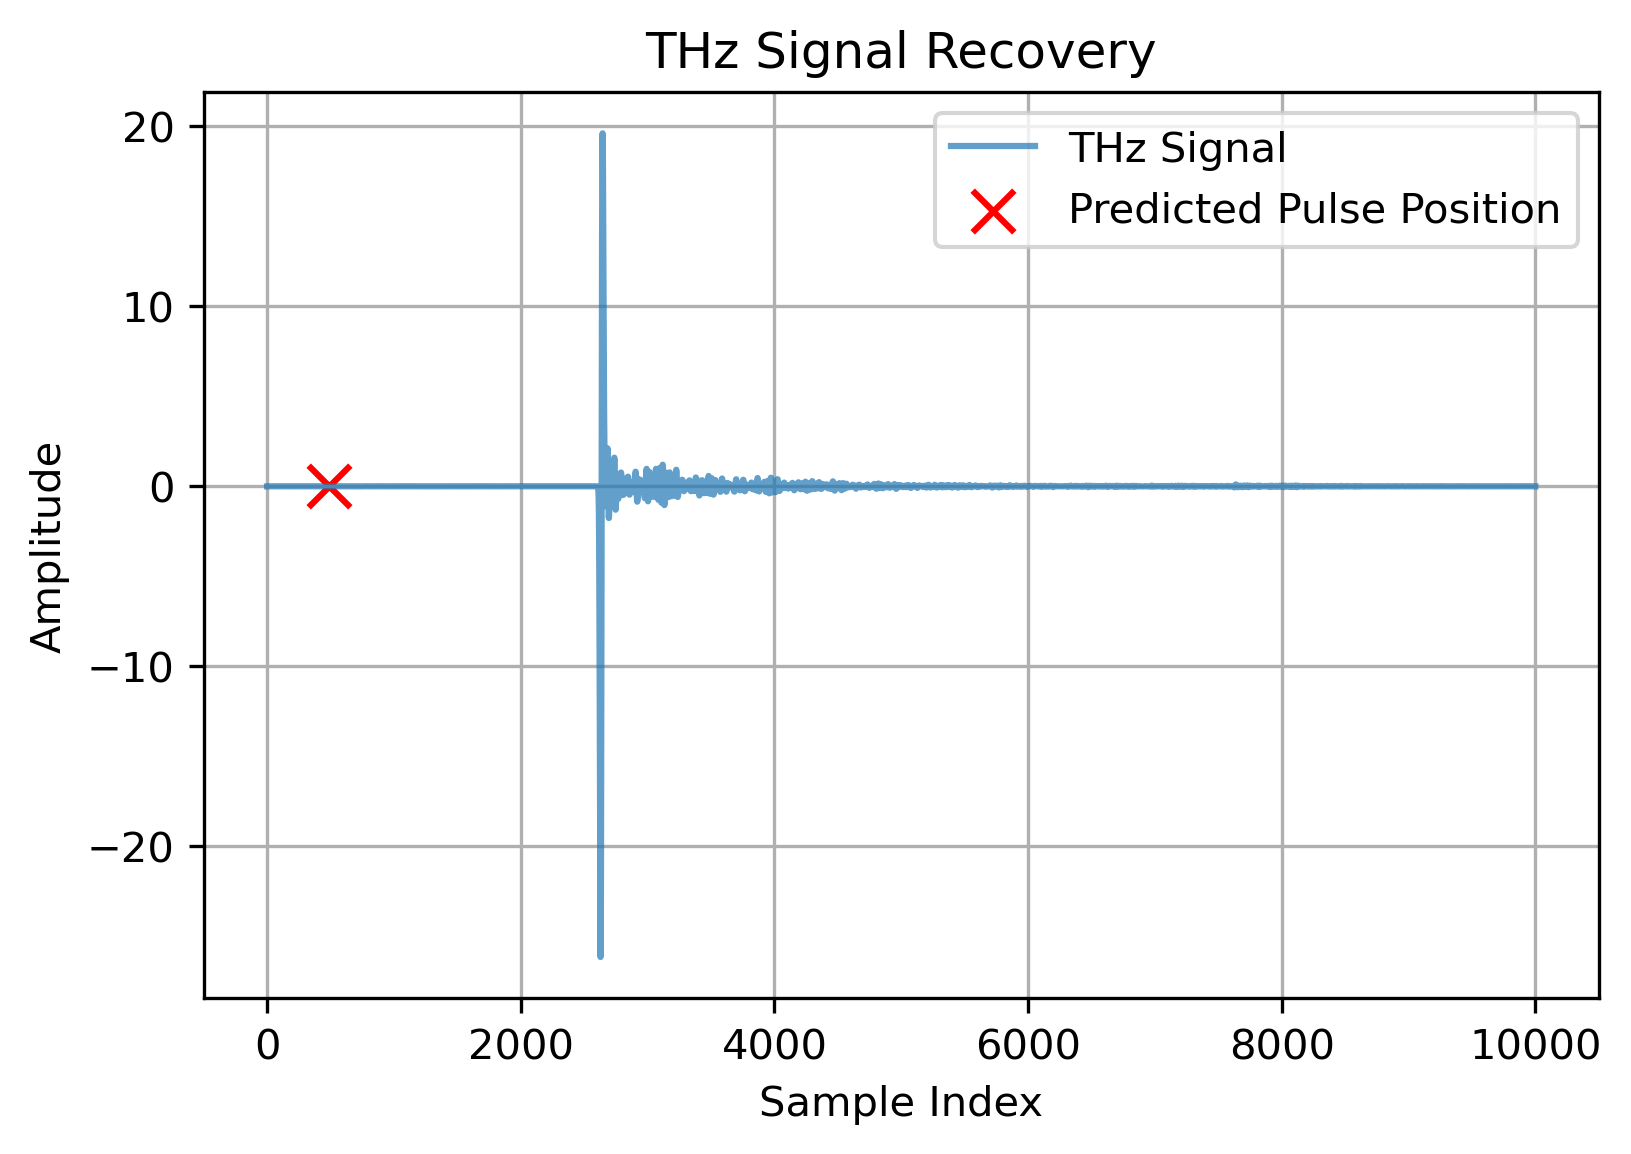 THz Signal Recovery
THz Signal
Predicted Pulse Position
Amplitude
20
10
0
−10
−20
0 2000 4000 6000 8000 10000
Sample Index